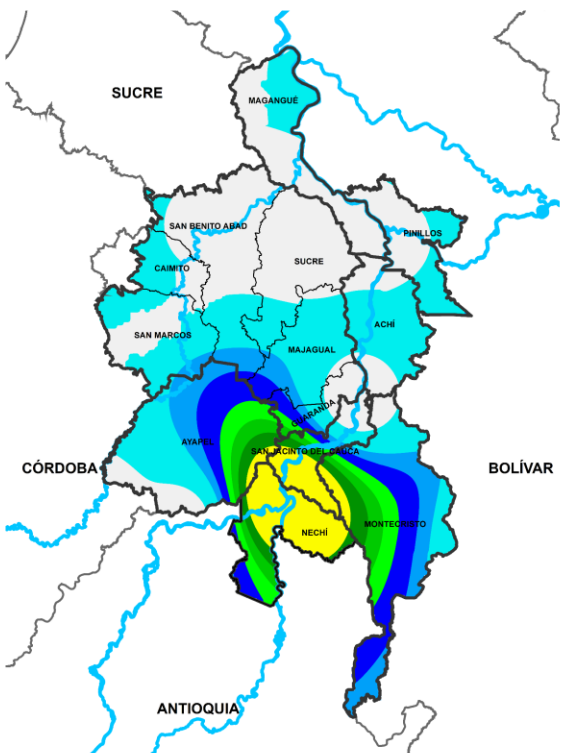 SUCRE
MAGANGUÉ
SAN BENITO ABAD
PINILLOS
SUCRE
CAIMITO
ACHÍ
SAN MARCOS
MAJAGUAL
GUARANDA
AYAPEL
SAN JACINTO DEL CAUCA
CÓRDOBA
BOLÍVAR
MONTECRISTO
NECHÍ
ANTIOQUIA